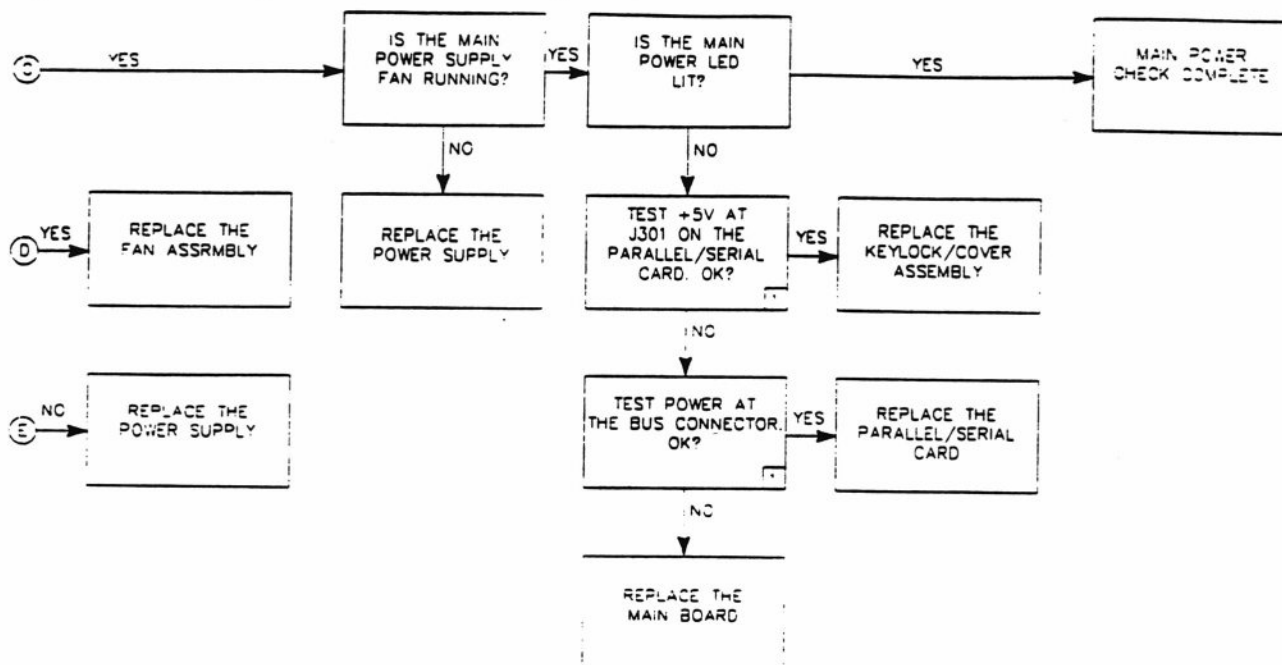 C
YES
IS THE MAIN
POWER SUPPLY
FAN RUNNING?
YES
IS THE MAIN
POWER LED
LIT?
YES
MAIN POWER
CHECK COMPLETE
NO
NO
D
YES
REPLACE THE
FAN ASSRMBLY
REPLACE THE
POWER SUPPLY
TEST +5V AT
J301 ON THE
PARALLEL/SERIAL
CARD. OK?
YES
REPLACE THE
KEYLOCK/COVER
ASSEMBLY
NO
E
NO
REPLACE THE
POWER SUPPLY
TEST POWER AT
THE BUS CONNECTOR.
OK?
YES
REPLACE THE
PARALLEL/SERIAL
CARD
NO
REPLACE THE
MAIN BOARD